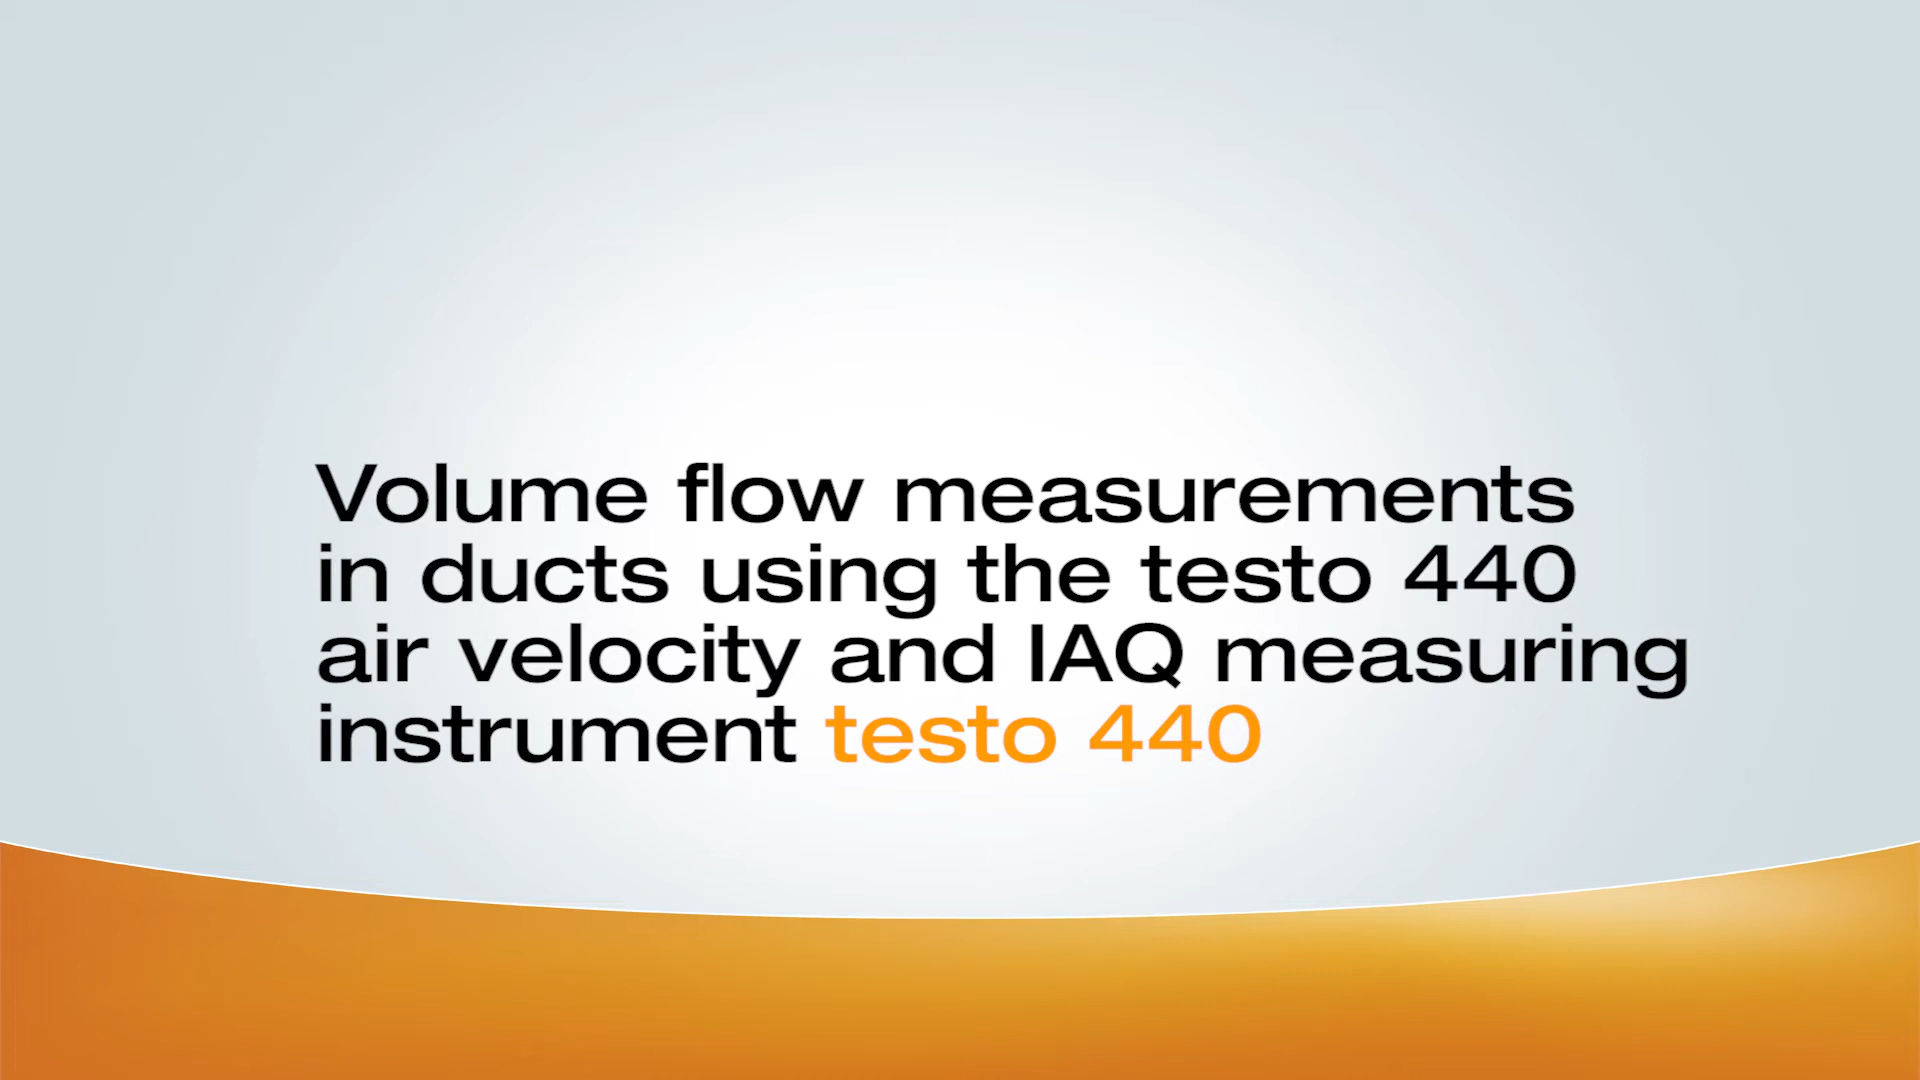 Volume flow measurements
in ducts using the testo 440
air velocity and IAQ measuring
instrument testo 440